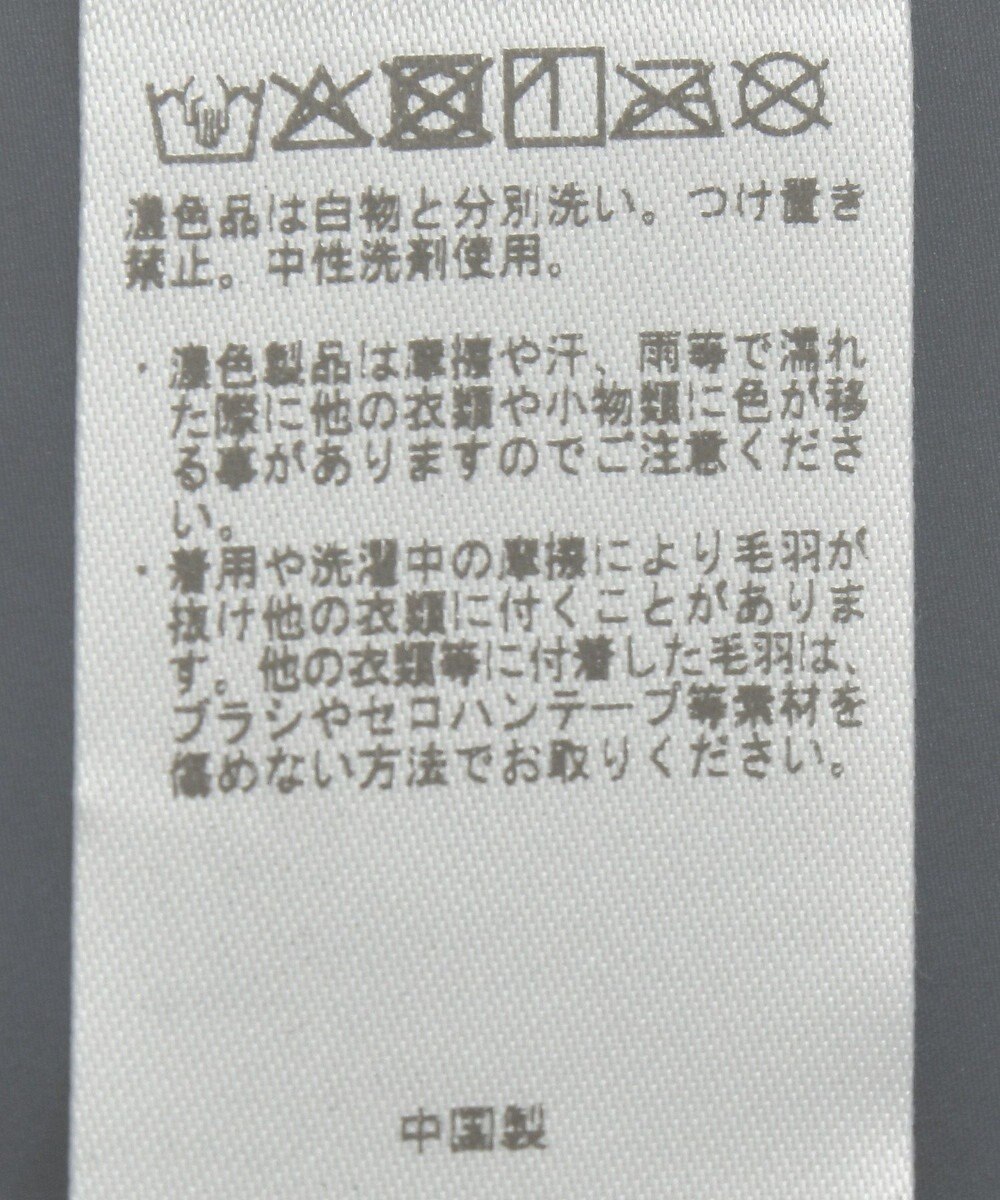 濃色品は白物と分別洗い。つけ置き
禁止。中性洗剤使用。
・濃色製品は摩擦や汗、雨等で濡れ
た際に他の衣類や小物類に色が移
る事がありますのでご注意くださ
い。
・着用や洗濯中の摩擦により毛羽が
抜け他の衣類に付くことがありま
す。他の衣類等に付着した毛羽は、
ブラシやセロハンテープ等素材を
傷めない方法でお取りください。
中国製